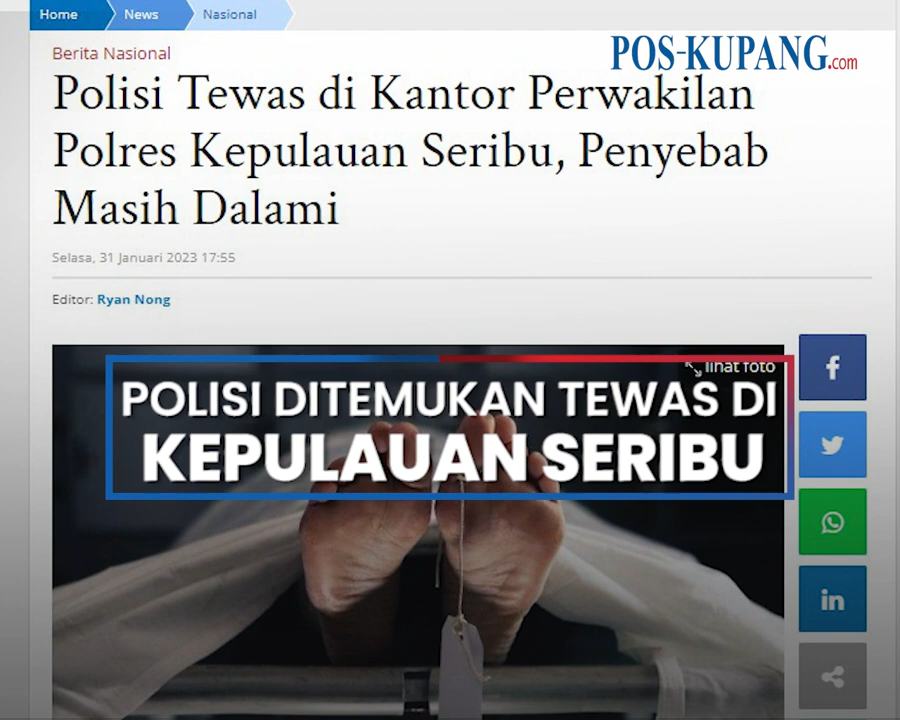 Home News Nasional
POS-KUPANG.com
Berita Nasional
Polisi Tewas di Kantor Perwakilan
Polres Kepulauan Seribu, Penyebab
Masih Dalami
Selasa, 31 Januari 2023 17:55
Editor: Ryan Nong
lihat foto
POLISI DITEMUKAN TEWAS DI
KEPULAUAN SERIBU